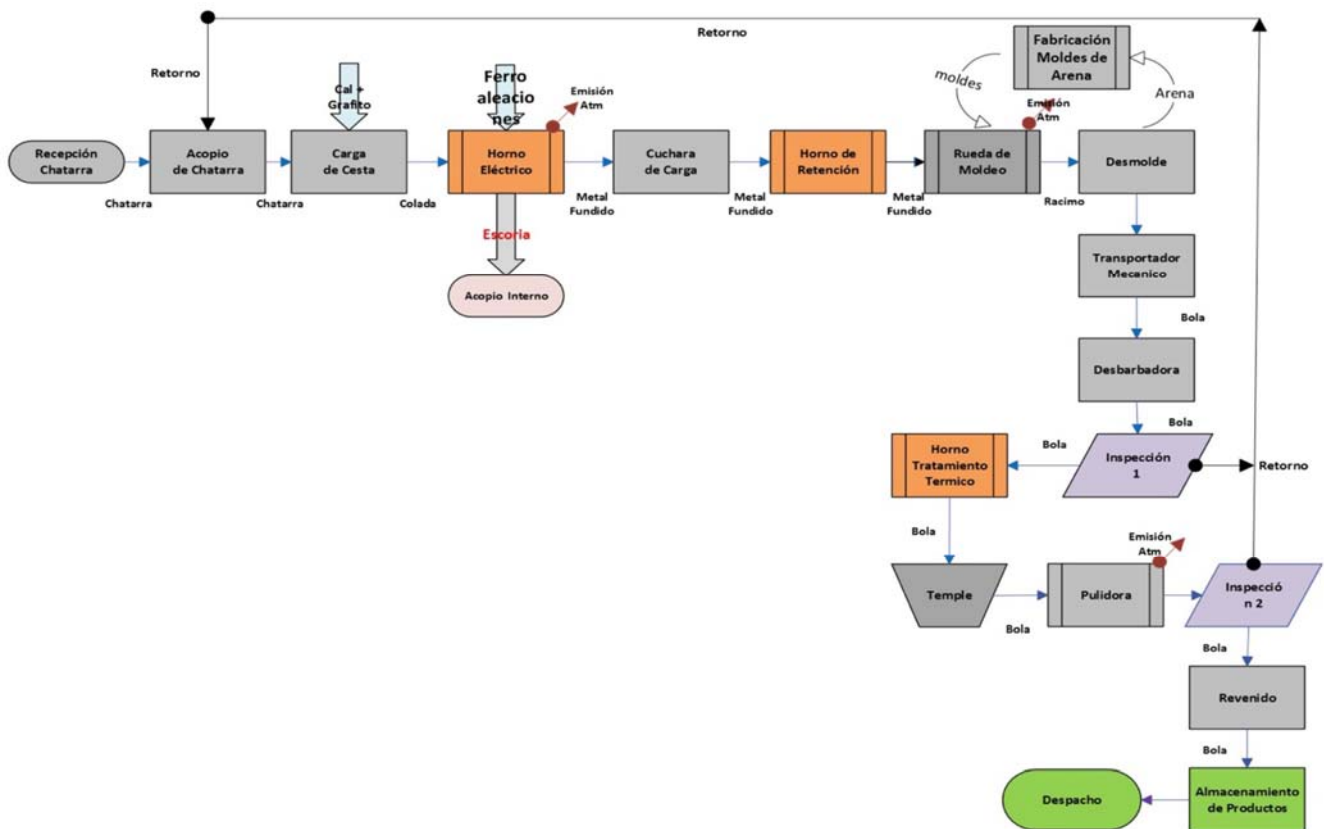 Retorno
Fabricación
Moldes de
Arena
moldes
Arena
Retorno
Cal +
Grafito
Ferro
aleacio
nes
Emisión
Atm
Emisión
Atm
Recepción
Chatarra
Acopio
de Chatarra
Carga
de Cesta
Horno
Eléctrico
Cuchara
de Carga
Horno de
Retención
Rueda de
Moldeo
Desmolde
Chatarra
Chatarra
Colada
Metal
Fundido
Metal
Fundido
Metal
Fundido
Racimo
Escoria
Acopio Interno
Transportador
Mecanico
Bola
Desbarbadora
Bola
Inspección
1
Retorno
Bola
Horno
Tratamiento
Termico
Bola
Temple
Bola
Pulidora
Emisión
Atm
Inspecció
n 2
Bola
Revenido
Bola
Almacenamiento
de Productos
Despacho